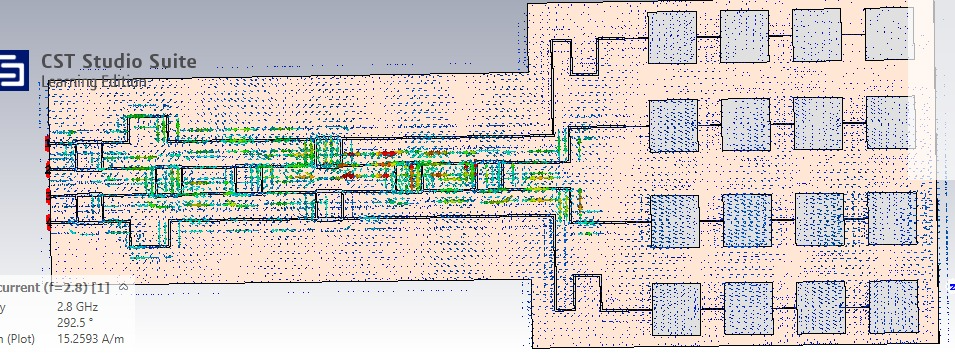 CST Studio Suite
Learning Edition
current (f=2.8) [1]
y 2.8 GHz
292.5 °
n (Plot) 15.2593 A/m
z